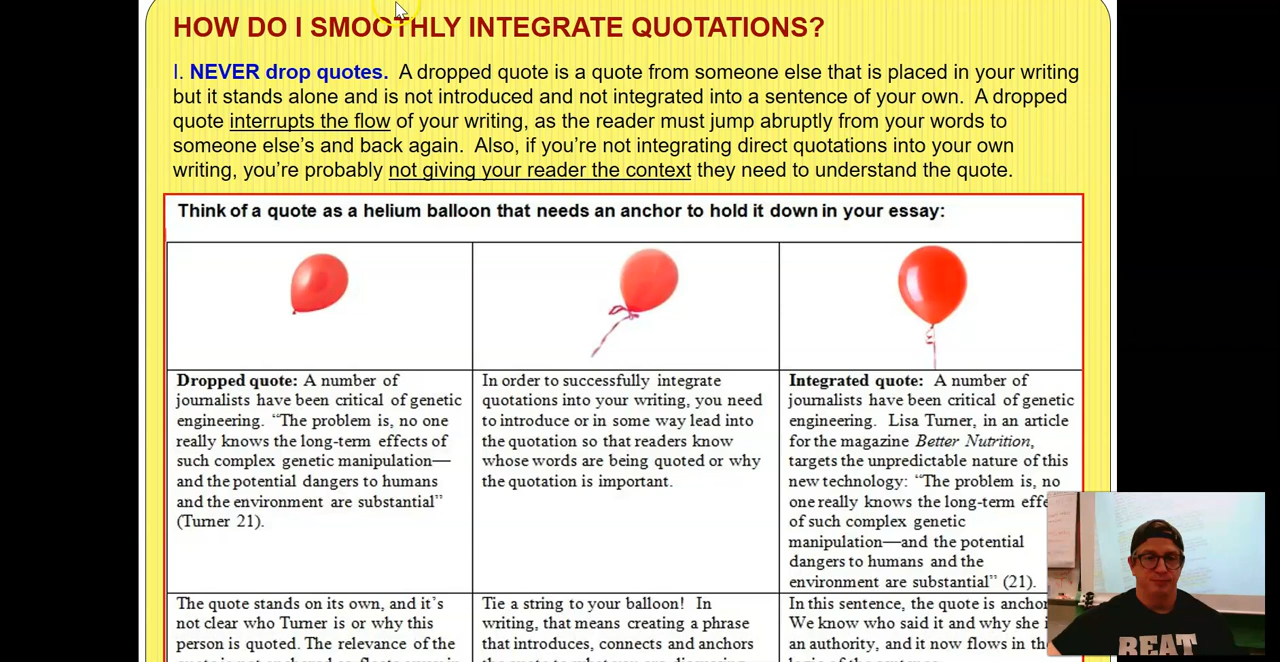 HOW DO I SMOOTHLY INTEGRATE QUOTATIONS?
I. NEVER drop quotes. A dropped quote is a quote from someone else that is placed in your writing
but it stands alone and is not introduced and not integrated into a sentence of your own. A dropped
quote interrupts the flow of your writing, as the reader must jump abruptly from your words to
someone else’s and back again. Also, if you’re not integrating direct quotations into your own
writing, you’re probably not giving your reader the context they need to understand the quote.
Think of a quote as a helium balloon that needs an anchor to hold it down in your essay:
Dropped quote: A number of
journalists have been critical of genetic
engineering. “The problem is, no one
really knows the long-term effects of
such complex genetic manipulation—
and the potential dangers to humans
and the environment are substantial”
(Turner 21).
In order to successfully integrate
quotations into your writing, you need
to introduce or in some way lead into
the quotation so that readers know
whose words are being quoted or why
the quotation is important.
Integrated quote: A number of
journalists have been critical of genetic
engineering. Lisa Turner, in an article
for the magazine Better Nutrition,
targets the unpredictable nature of this
new technology: “The problem is, no
one really knows the long-term
of such complex genetic
manipulation—and the potential
dangers to humans and the
environment are substantial” (21).
The quote stands on its own, and it’s
not clear who Turner is or why this
person is quoted. The relevance of the
Tie a string to your balloon! In
writing, that means creating a phrase
that introduces, connects and anchors
In this sentence, the quote is
We know who said it and why she
an authority, and it now flows in the
BEAT